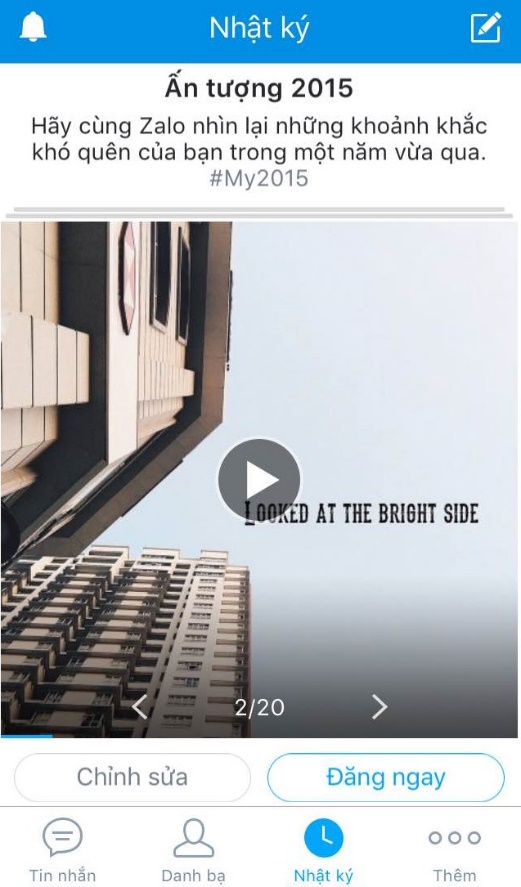 Nhật ký
Ấn tượng 2015
Hãy cùng Zalo nhìn lại những khoảnh khắc
khó quên của bạn trong một năm vừa qua.
#My2015
Looked at the bright side
2/20
Chỉnh sửa
Đăng ngay
Tin nhắn
Danh bạ
Nhật ký
Thêm